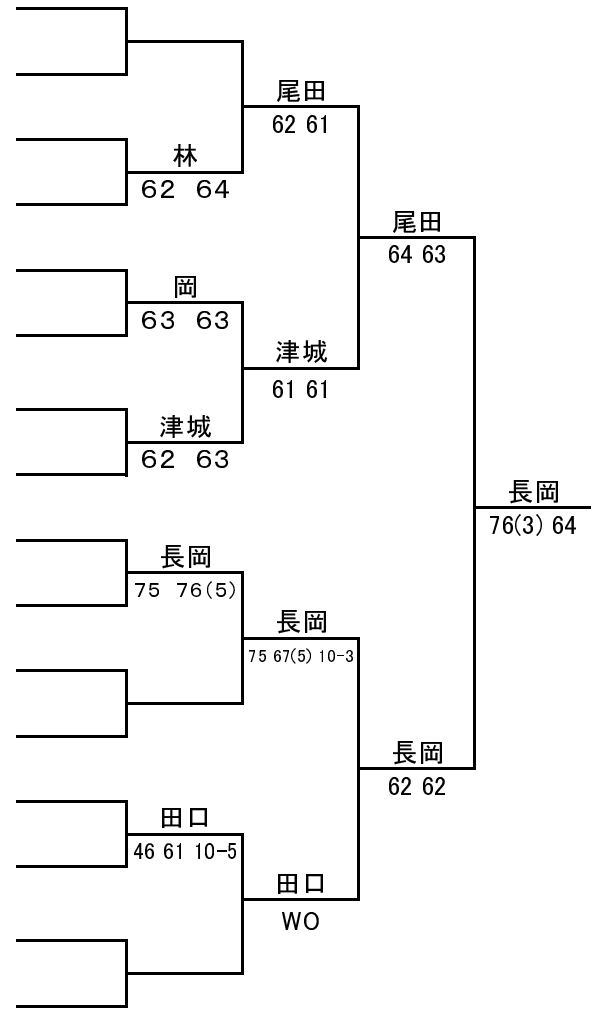 尾田
62 61
林
62 64
尾田
64 63
岡
63 63
津城
61 61
津城
62 63
長岡
76(3) 64
長岡
75 76(5)
長岡
75 67(5) 10-3
長岡
62 62
田口
46 61 10-5
田口
WO